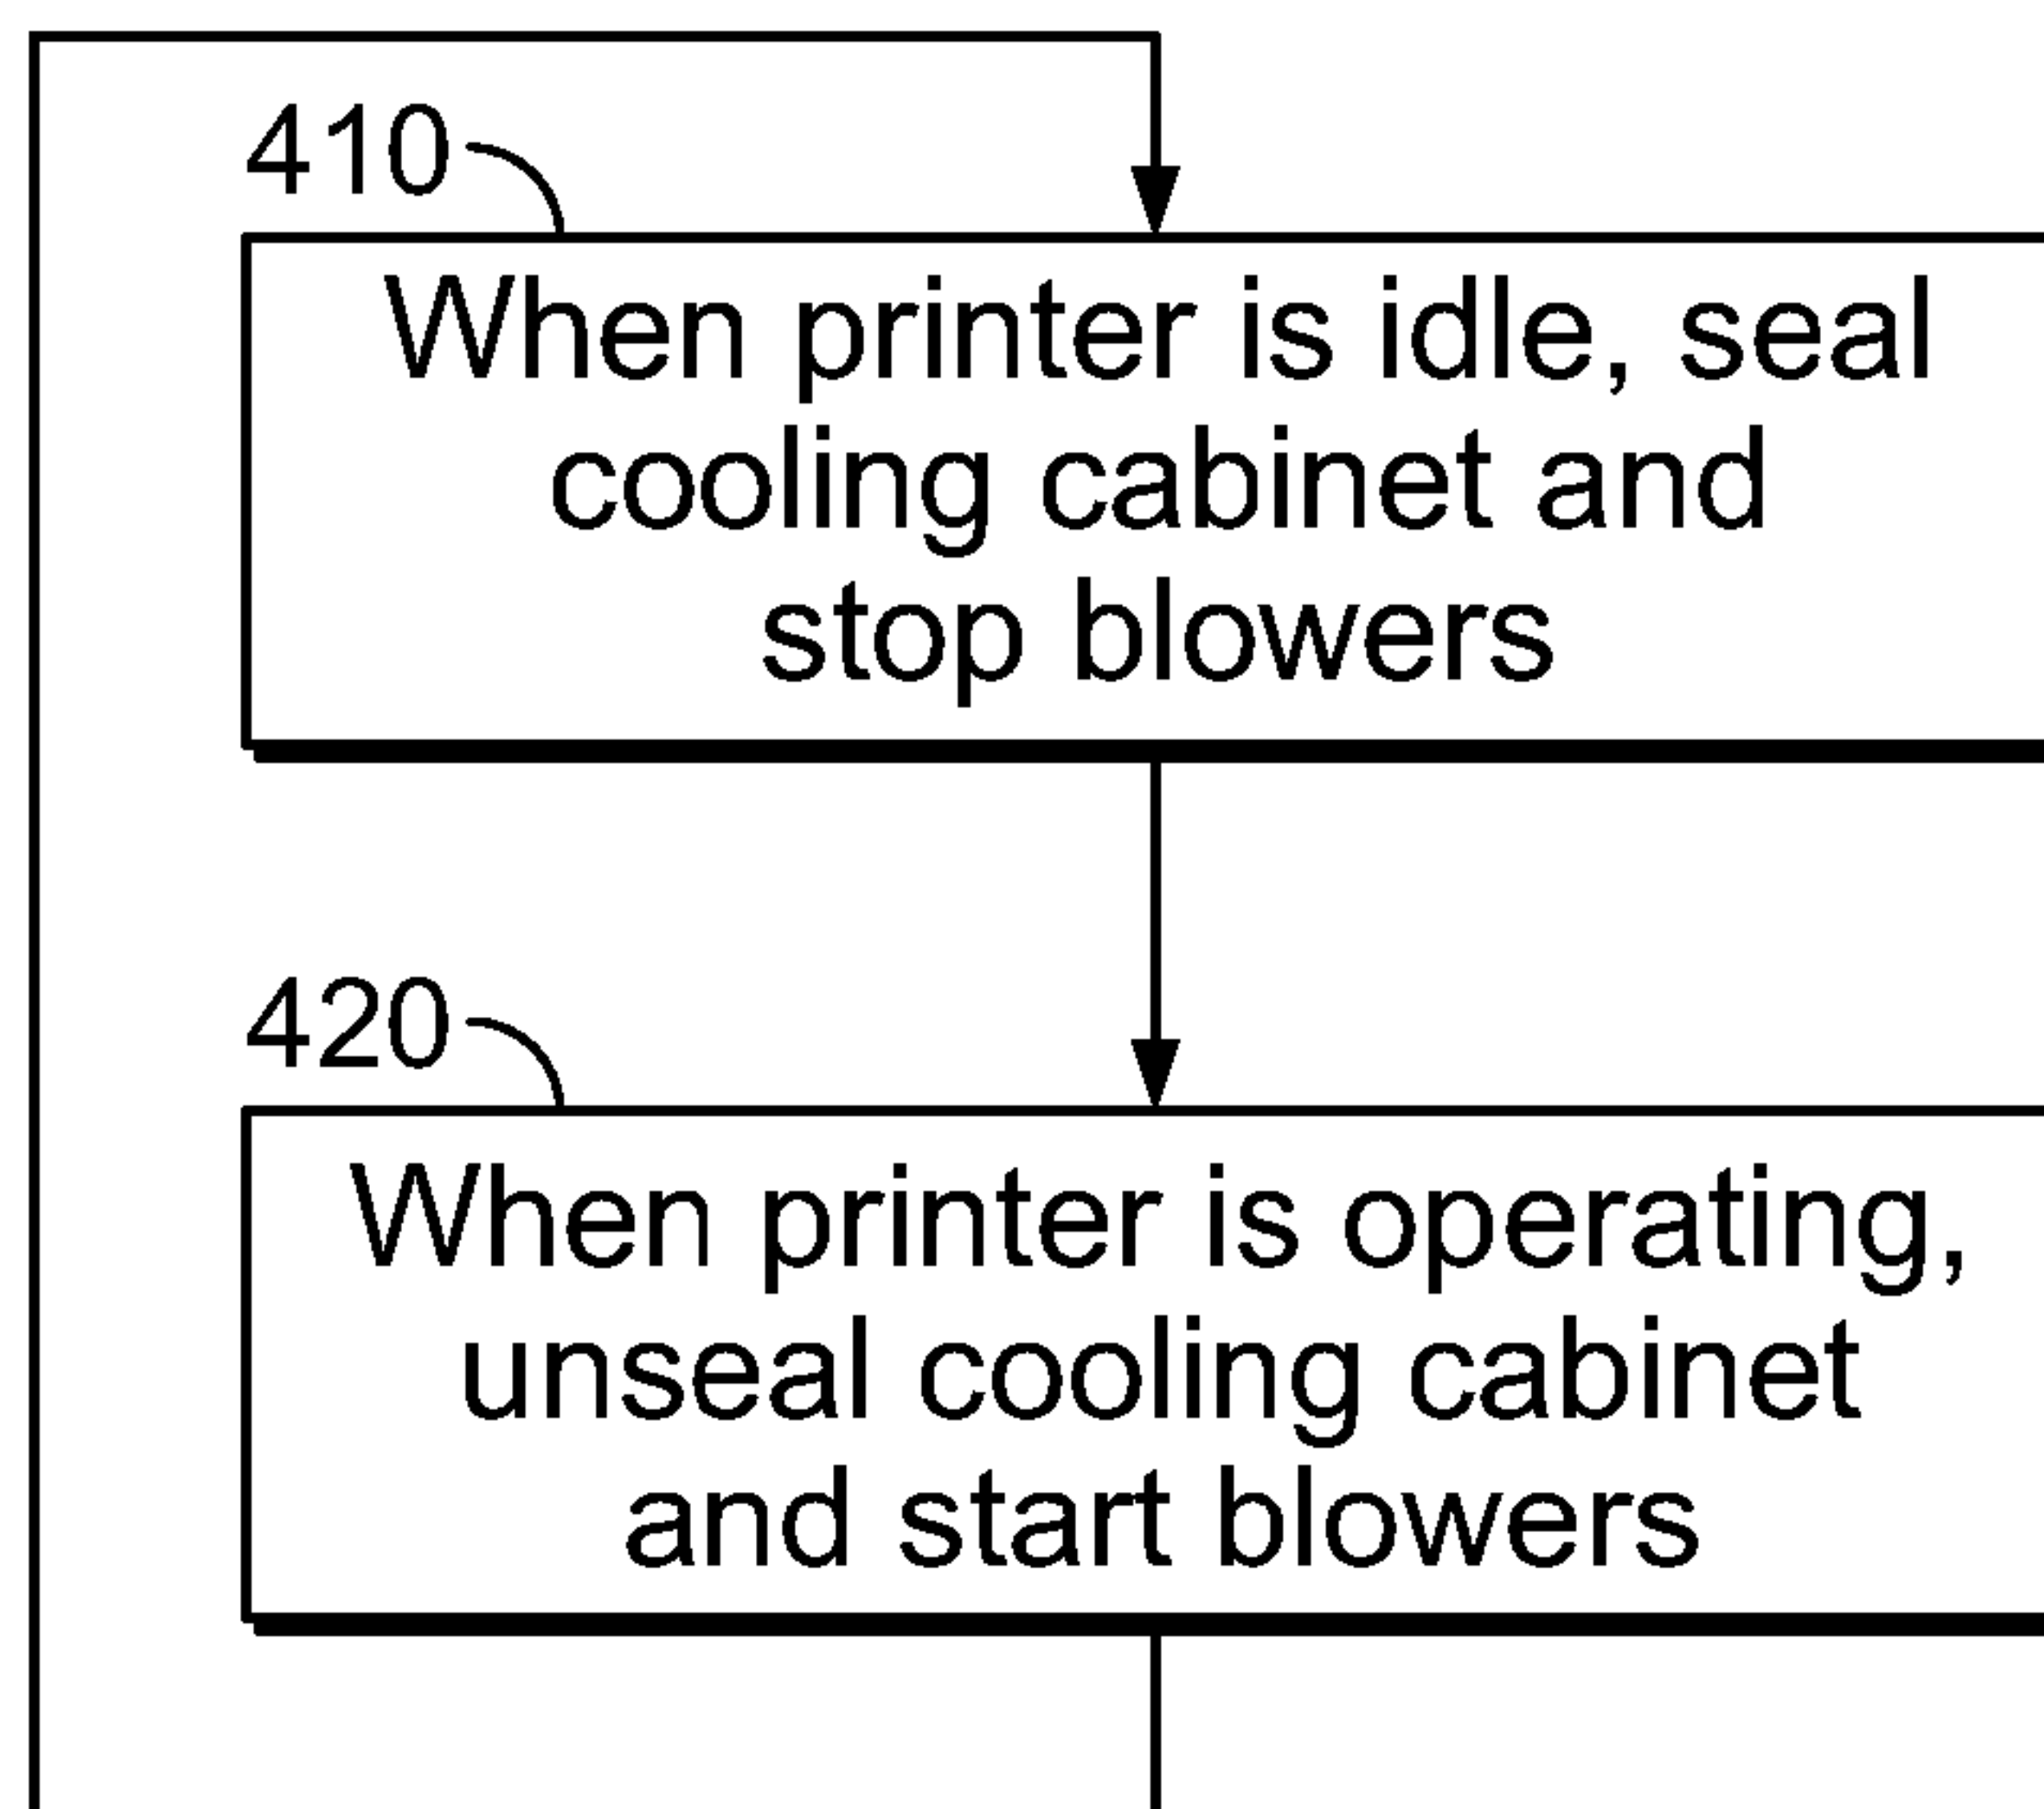 410
When printer is idle, seal
cooling cabinet and
stop blowers
420
When printer is operating,
unseal cooling cabinet
and start blowers